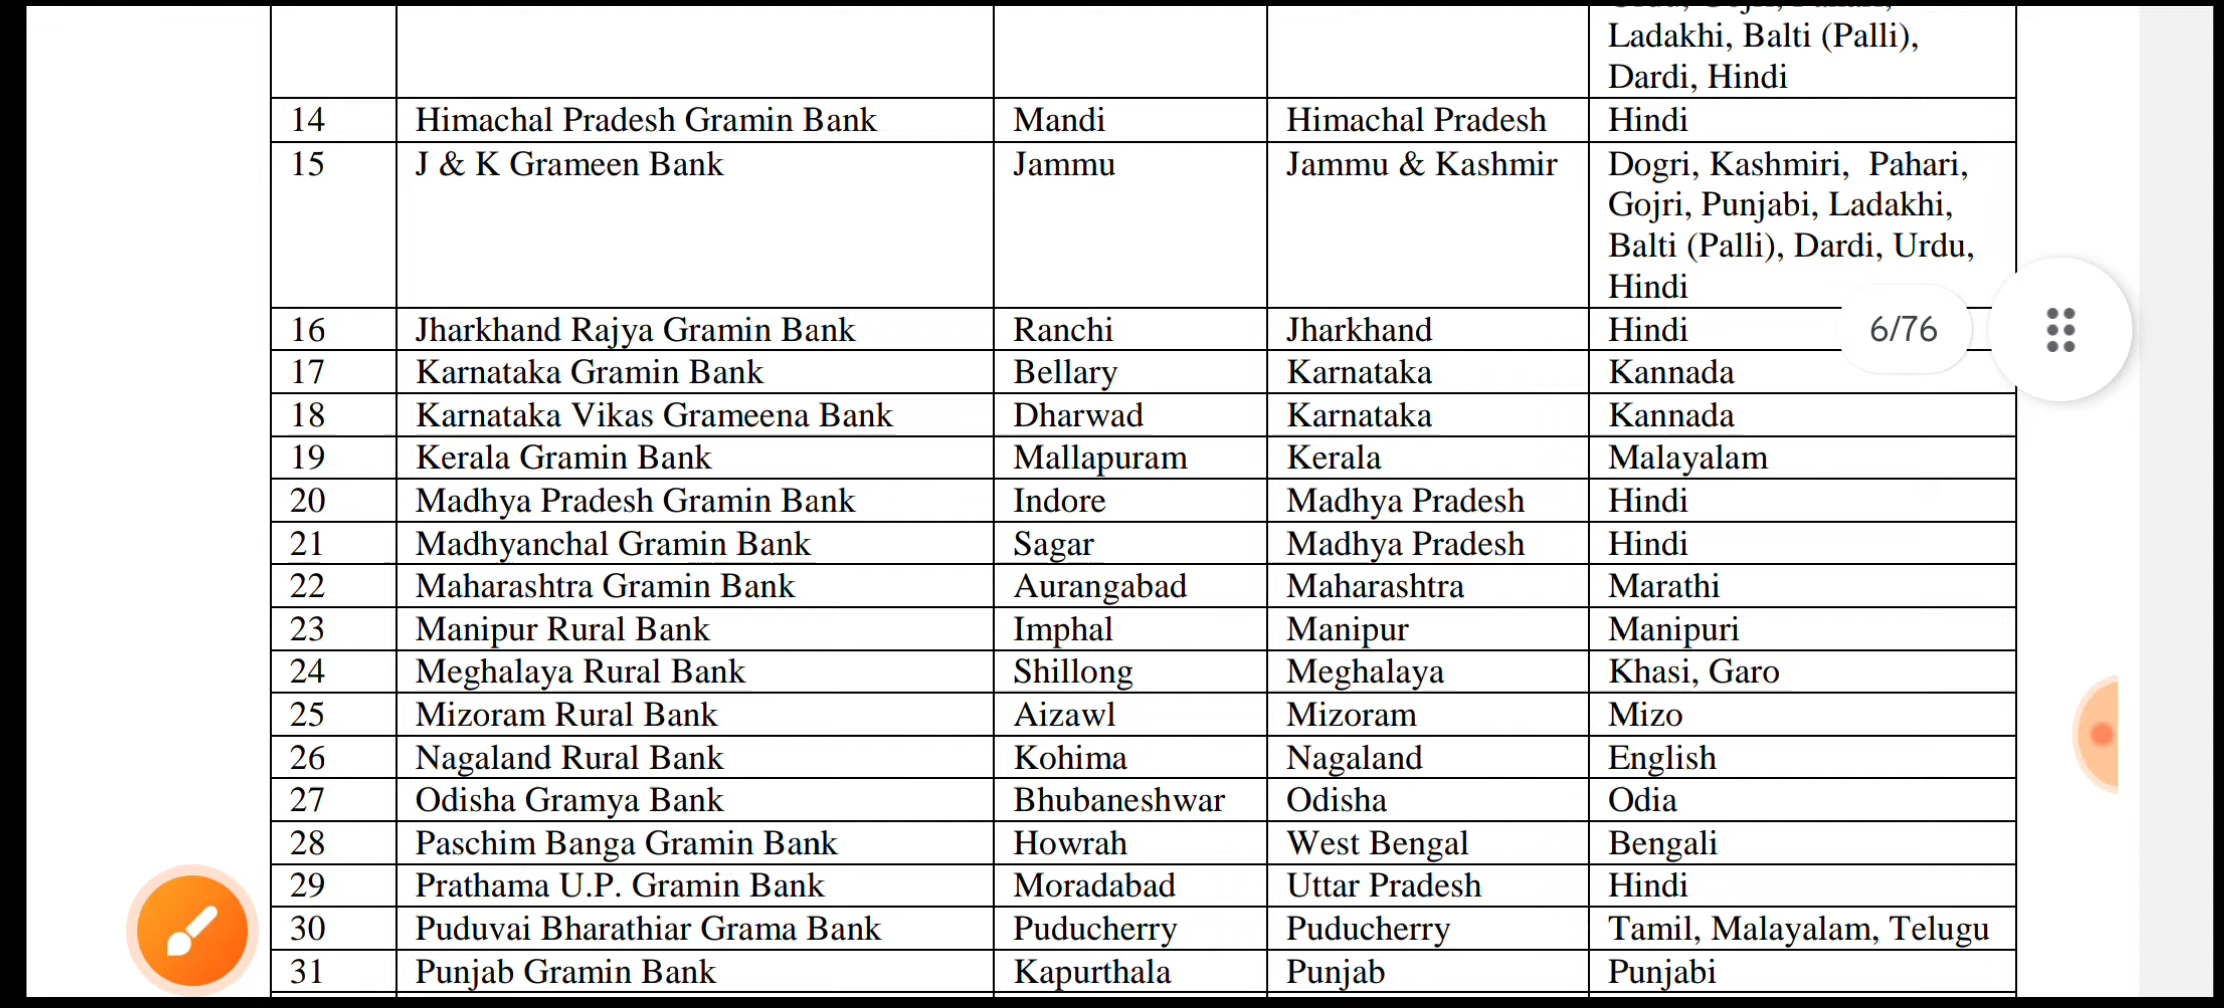 Ladakhi, Balti (Palli),
Dardi, Hindi
14 Himachal Pradesh Gramin Bank Mandi Himachal Pradesh Hindi
15 J & K Grameen Bank Jammu Jammu & Kashmir Dogri, Kashmiri, Pahari,
Gojri, Punjabi, Ladakhi,
Balti (Palli), Dardi, Urdu,
Hindi
16 Jharkhand Rajya Gramin Bank Ranchi Jharkhand Hindi 6/76
17 Karnataka Gramin Bank Bellary Karnataka Kannada
18 Karnataka Vikas Grameena Bank Dharwad Karnataka Kannada
19 Kerala Gramin Bank Mallapuram Kerala Malayalam
20 Madhya Pradesh Gramin Bank Indore Madhya Pradesh Hindi
21 Madhyanchal Gramin Bank Sagar Madhya Pradesh Hindi
22 Maharashtra Gramin Bank Aurangabad Maharashtra Marathi
23 Manipur Rural Bank Imphal Manipur Manipuri
24 Meghalaya Rural Bank Shillong Meghalaya Khasi, Garo
25 Mizoram Rural Bank Aizawl Mizoram Mizo
26 Nagaland Rural Bank Kohima Nagaland English
27 Odisha Gramya Bank Bhubaneshwar Odisha Odia
28 Paschim Banga Gramin Bank Howrah West Bengal Bengali
29 Prathama U.P. Gramin Bank Moradabad Uttar Pradesh Hindi
30 Puduvai Bharathiar Grama Bank Puducherry Puducherry Tamil, Malayalam, Telugu
31 Punjab Gramin Bank Kapurthala Punjab Punjabi